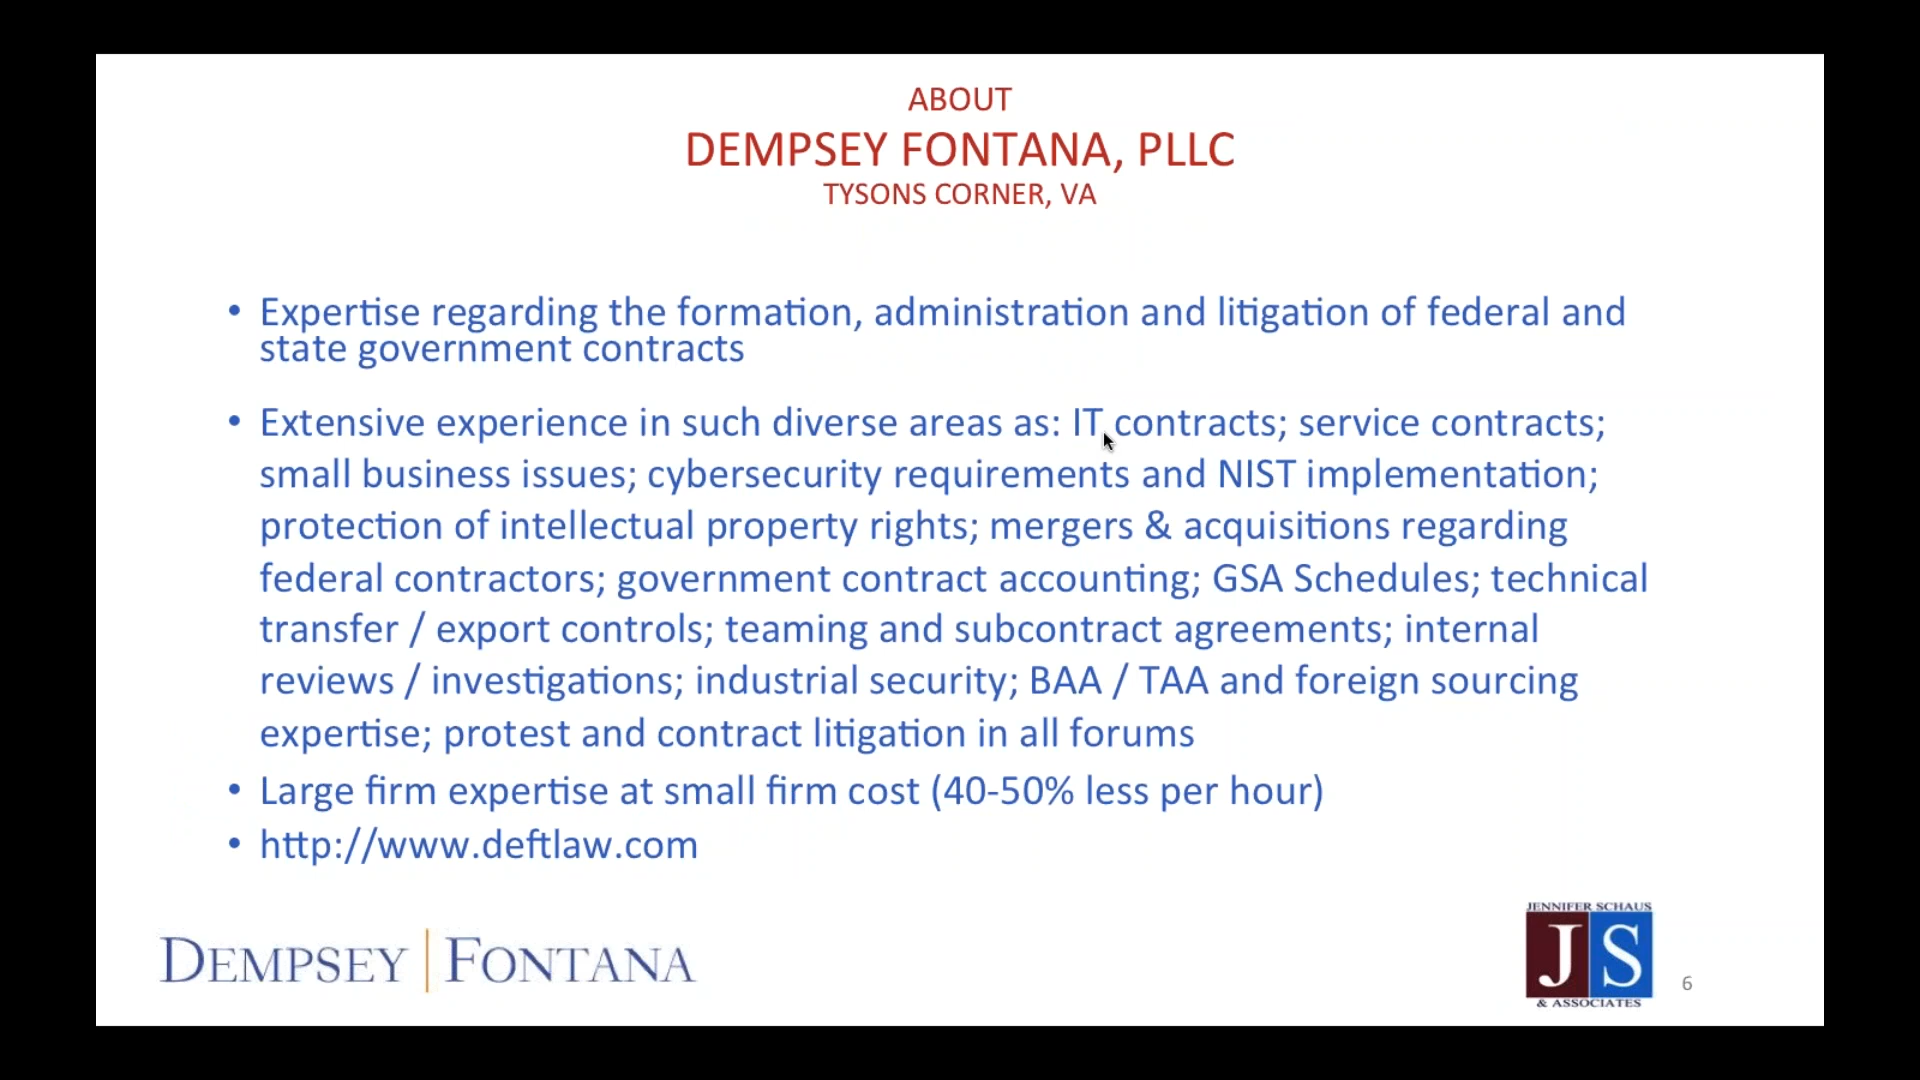 ABOUT
DEMPSEY FONTANA, PLLC
TYSONS CORNER, VA
• Expertise regarding the formation, administration and litigation of federal and
state government contracts
• Extensive experience in such diverse areas as: IT contracts; service contracts;
small business issues; cybersecurity requirements and NIST implementation;
protection of intellectual property rights; mergers & acquisitions regarding
federal contractors; government contract accounting; GSA Schedules; technical
transfer / export controls; teaming and subcontract agreements; internal
reviews / investigations; industrial security; BAA / TAA and foreign sourcing
expertise; protest and contract litigation in all forums
• Large firm expertise at small firm cost (40-50% less per hour)
• http://www.deftlaw.com
DEMPSEY | FONTANA
JENNIFER SCHAUS
JS
& ASSOCIATES
6